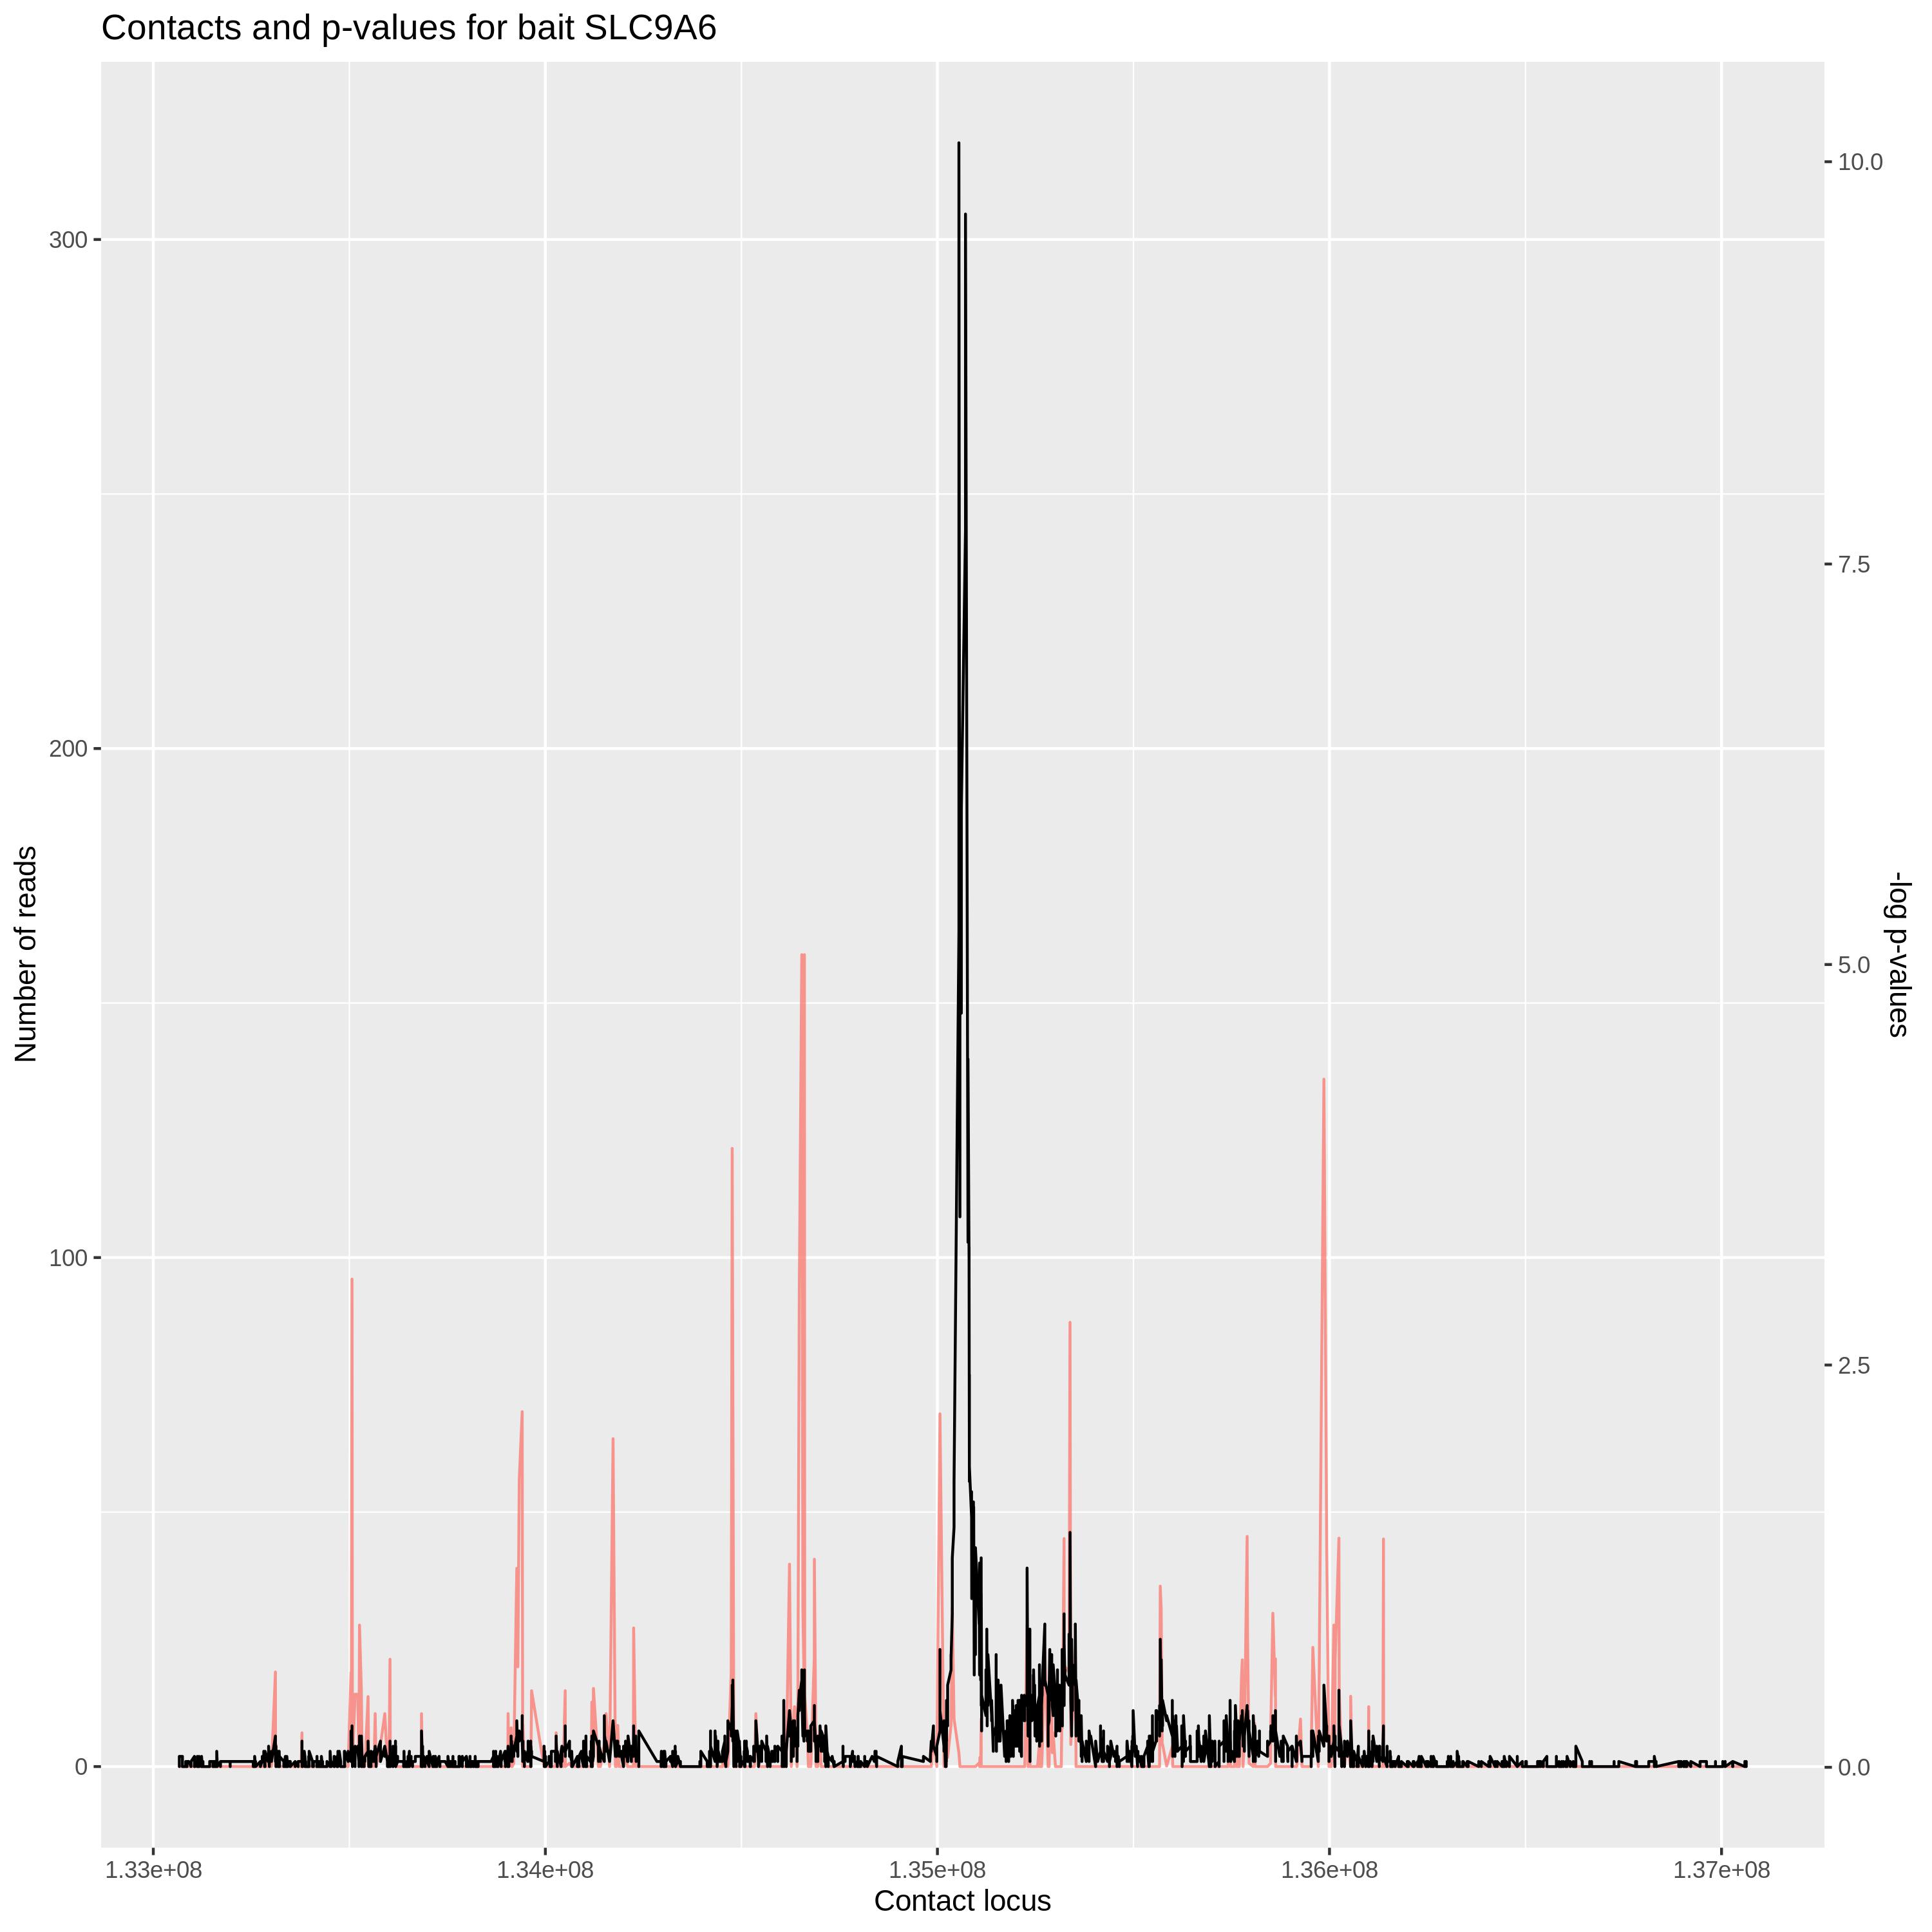 Contacts and p-values for bait SLC9A6
300
200
100
0
Number of reads
10.0
7.5
5.0
2.5
0.0
-log p-values
1.33e+08
1.34e+08
1.35e+08
1.36e+08
1.37e+08
Contact locus